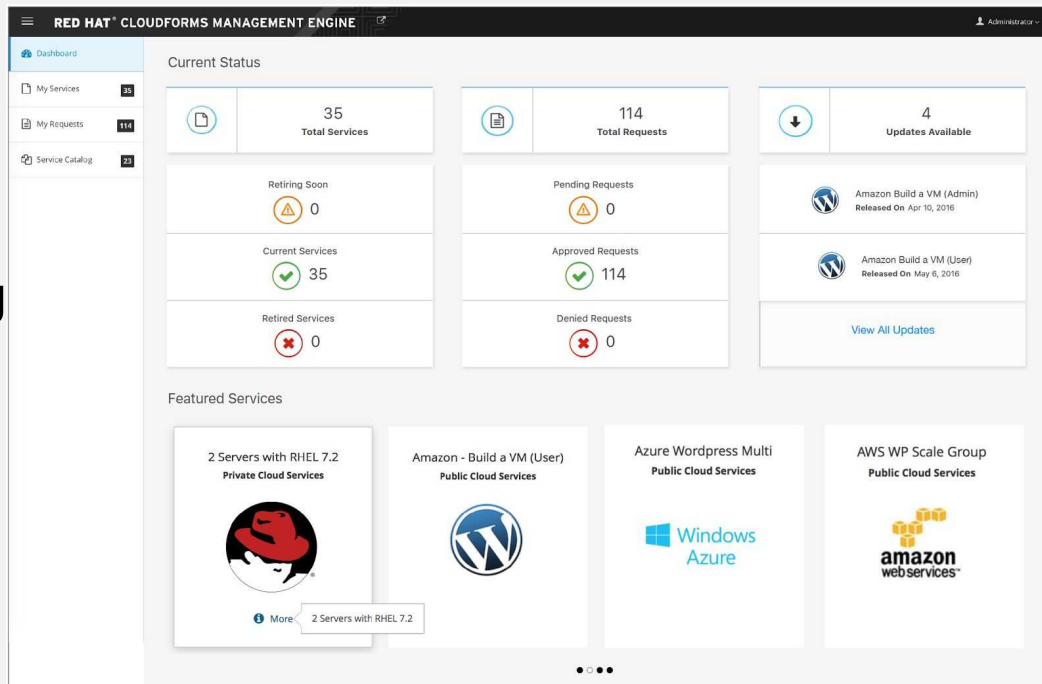 RED HAT® CLOUDFORMS MANAGEMENT ENGINE
Administrator
Dashboard
My Services 35
My Requests 114
Service Catalog 23
Current Status
35
Total Services
114
Total Requests
4
Updates Available
Retiring Soon
0
Current Services
35
Retired Services
0
Pending Requests
0
Approved Requests
114
Denied Requests
0
Amazon Build a VM (Admin)
Released On Apr 10, 2016
Amazon Build a VM (User)
Released On May 6, 2016
View All Updates
Featured Services
2 Servers with RHEL 7.2
Private Cloud Services
More
2 Servers with RHEL 7.2
Amazon - Build a VM (User)
Public Cloud Services
Azure Wordpress Multi
Public Cloud Services
Windows
Azure
AWS WP Scale Group
Public Cloud Services
amazon
webservices™